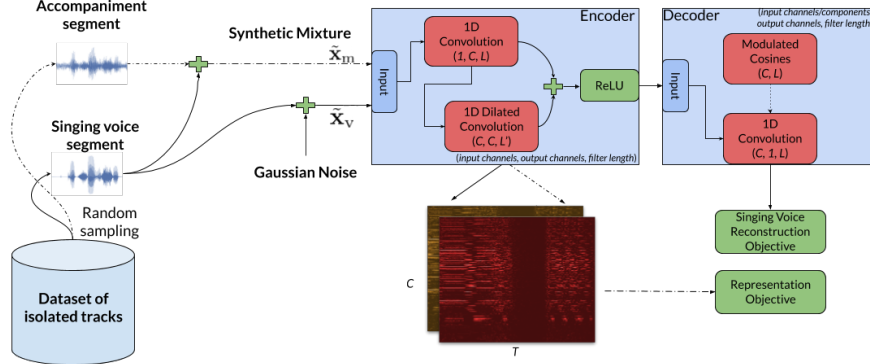 Accompaniment
segment
Singing voice
segment
Random
sampling
Dataset of
isolated tracks
Synthetic Mixture
x̃m
x̃v
Gaussian Noise
Encoder
Input
1D
Convolution
(1, C, L)
1D Dilated
Convolution
(C, C, L')
ReLU
(input channels, output channels, filter length)
Decoder
(input channels/components
output channels, filter length)
Input
Modulated
Cosines
(C, L)
1D
Convolution
(C, 1, L)
Singing Voice
Reconstruction
Objective
Representation
Objective
C
T